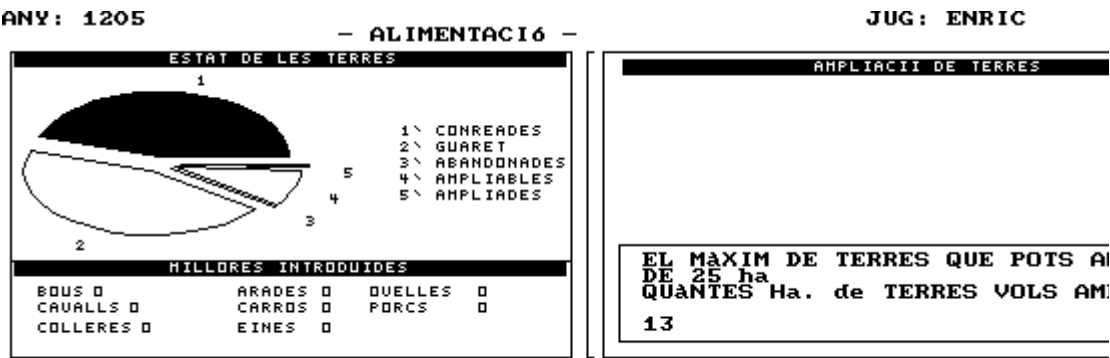 ANY: 1205
JUG: ENRIC
- ALIMENTACIó -
ESTAT DE LES TERRES
1
1\ CONREADES
2\ GUARET
3\ ABANDONADES
4\ AMPLIABLES
5\ AMPLIADES
5
4
3
2
MILLORES INTRODUIDES
BOUS 0 ARADES 0 OVELLES 0
CAVALLS 0 CARROS 0 PORCS 0
COLLERES 0 EINES 0
AMPLIACII DE TERRES
EL MàXIM DE TERRES QUE POTS
DE 25 ha
QUàNTES Ha. de TERRES VOLS
13